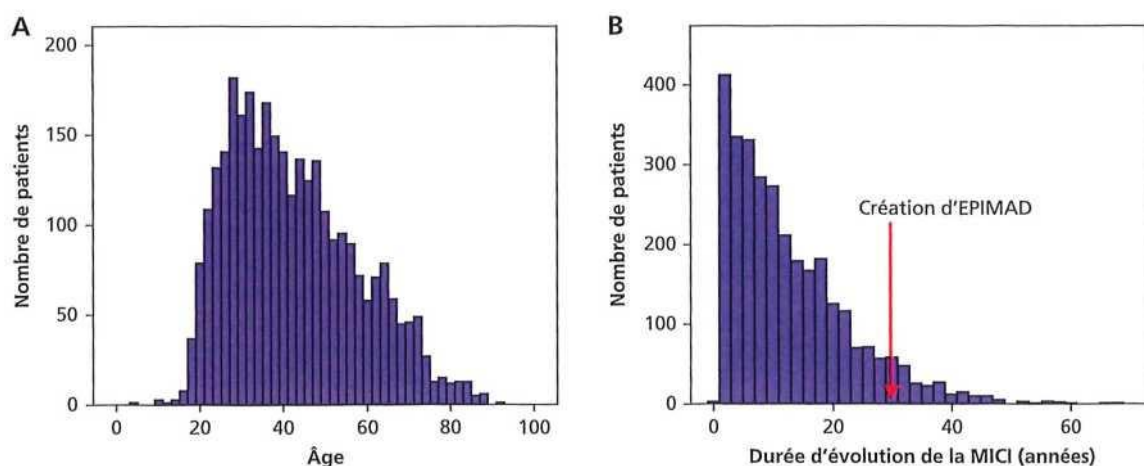 A
Nombre de patients
200
150
100
50
0
0 20 40 60 80 100
Âge
B
Nombre de patients
400
300
200
100
0
Création d'EPIMAD
0 20 40 60
Durée d'évolution de la MICI (années)